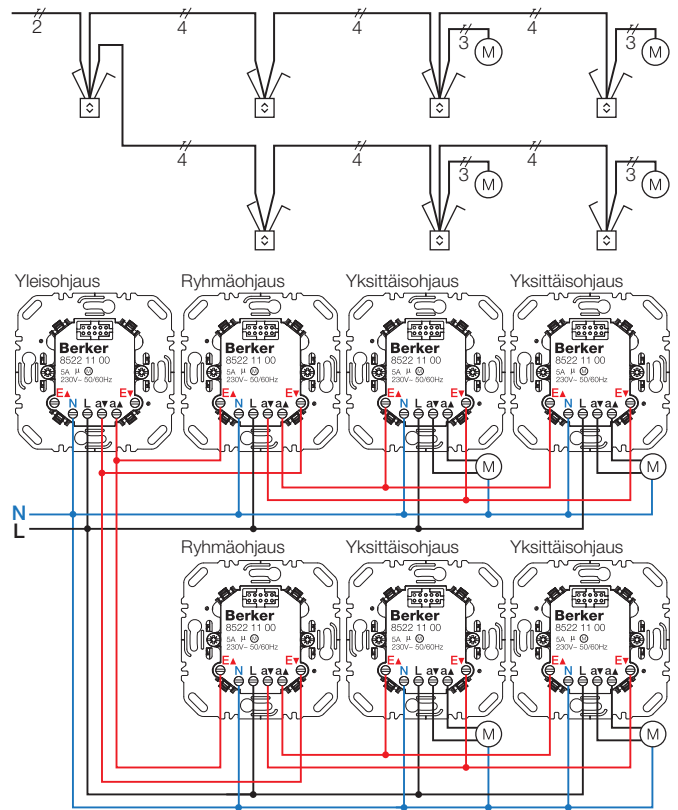 2 4 4 3 M 4 3 M
4 4 3 M 4 3 M
Yleisohjaus Ryhmäohjaus Yksittäisohjaus Yksittäisohjaus
Berker Berker Berker Berker
8522 11 00 8522 11 00 8522 11 00 8522 11 00
5A µ M 5A µ M 5A µ M 5A µ M
230V~ 50/60Hz 230V~ 50/60Hz 230V~ 50/60Hz 230V~ 50/60Hz
E▲ E▼ E▲ E▼ E▲ E▼ E▲ E▼
N L a▼ a▲ N L a▼ a▲ N L a▼ a▲ N L a▼ a▲
M M
N
L
Ryhmäohjaus Yksittäisohjaus Yksittäisohjaus
Berker Berker Berker
8522 11 00 8522 11 00 8522 11 00
5A µ M 5A µ M 5A µ M
230V~ 50/60Hz 230V~ 50/60Hz 230V~ 50/60Hz
E▲ E▼ E▲ E▼ E▲ E▼
N L a▼ a▲ N L a▼ a▲ N L a▼ a▲
M M